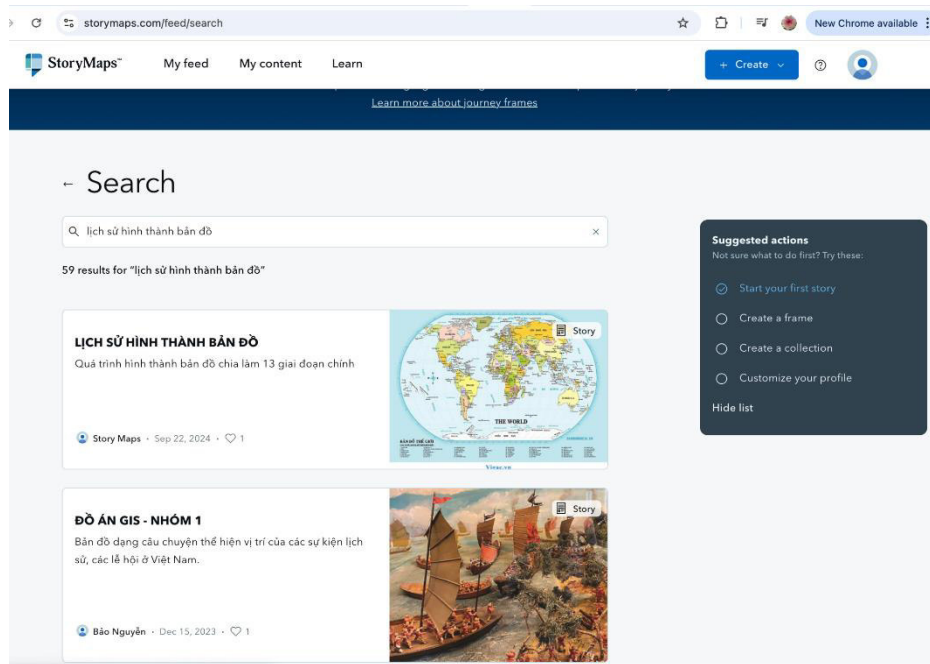 storymaps.com/feed/search
New Chrome available
StoryMaps
My feed
My content
Learn
+ Create
Learn more about journey frames
← Search
lịch sử hình thành bản đồ
59 results for "lịch sử hình thành bản đồ"
LỊCH SỬ HÌNH THÀNH BẢN ĐỒ
Quá trình hình thành bản đồ chia làm 13 giai đoạn chính
Story Maps · Sep 22, 2024 · 1
Story
THE WORLD
ĐỒ ÁN GIS - NHÓM 1
Bản đồ dạng câu chuyện thể hiện vị trí của các sự kiện lịch
sử, các lễ hội ở Việt Nam.
Bảo Nguyễn · Dec 15, 2023 · 1
Story
Suggested actions
Not sure what to do first? Try these:
Start your first story
Create a frame
Create a collection
Customize your profile
Hide list